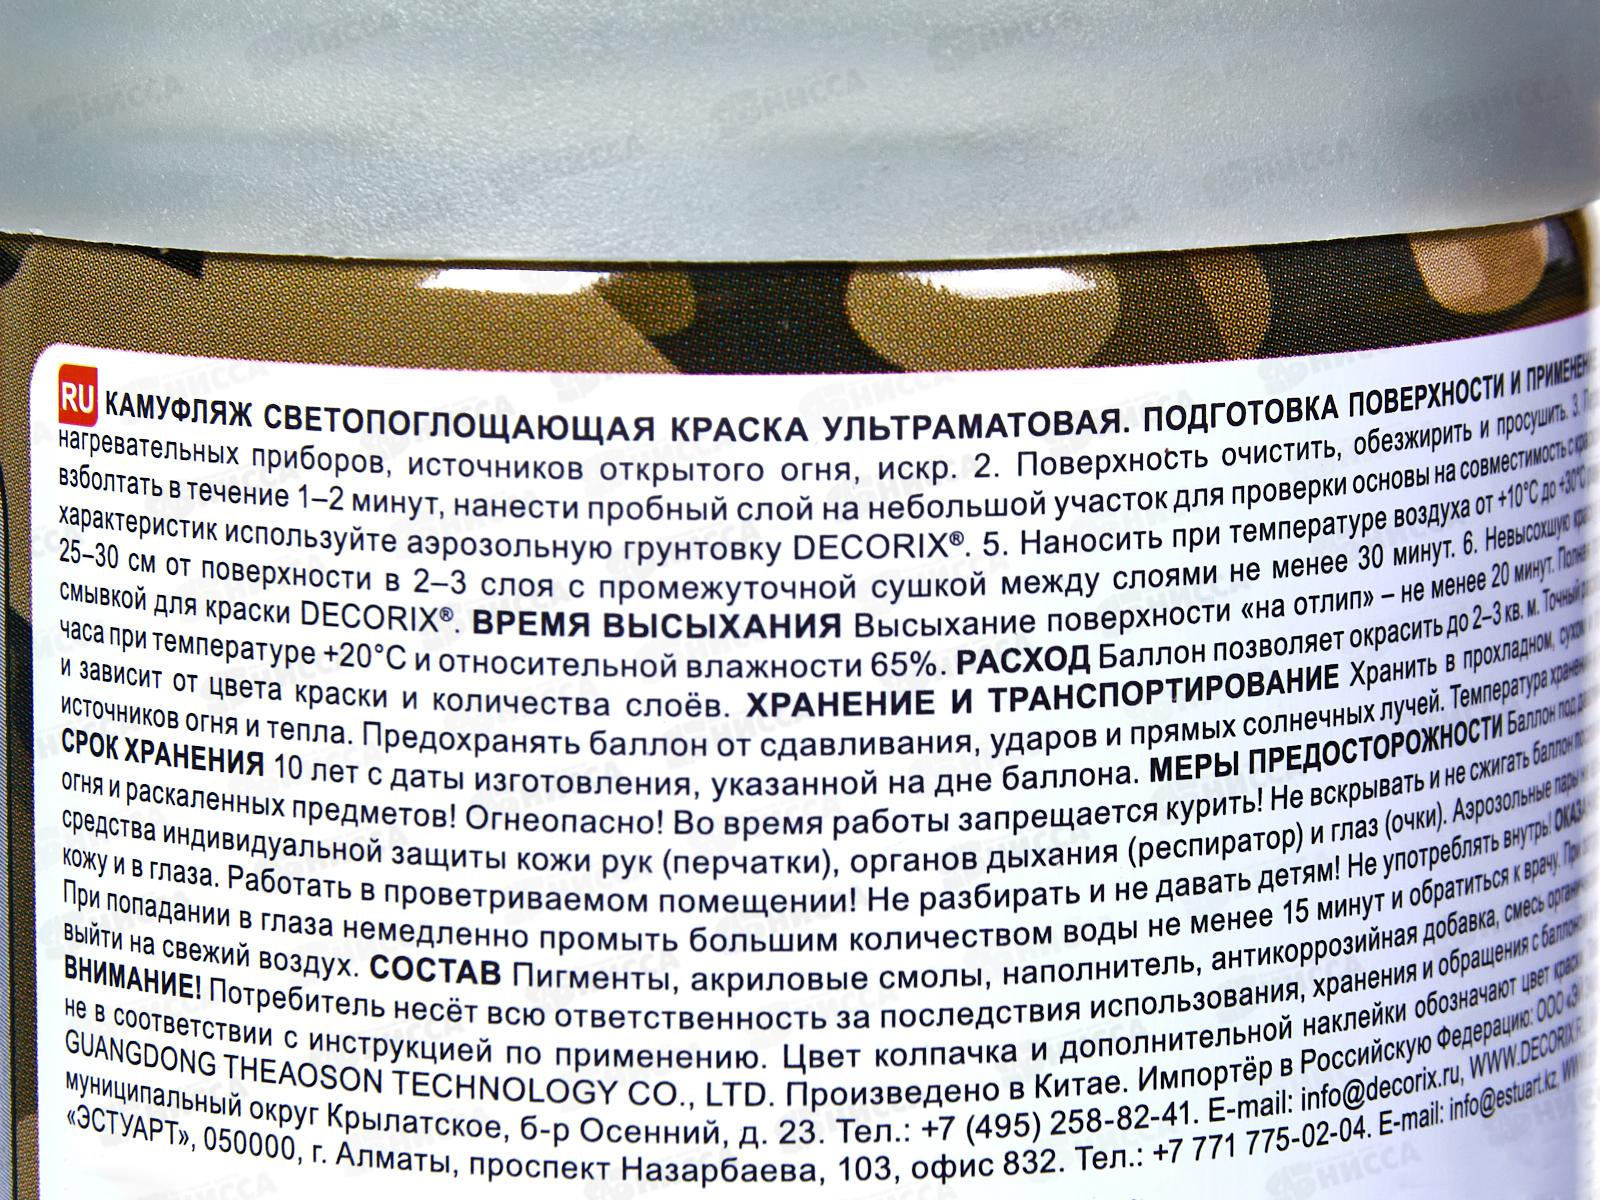 RU КАМУФЛЯЖ СВЕТОПОГЛОЩАЮЩАЯ КРАСКА УЛЬТРАМАТОВАЯ. ПОДГОТОВКА ПОВЕРХНОСТИ И
нагревательных приборов, источников открытого огня, искр. 2. Поверхность очистить, обезжирить и просушить. 3.
взболтать в течение 1–2 минут, нанести пробный слой на небольшой участок для проверки основы на совместимость с
характеристик используйте аэрозольную грунтовку DECORIX®. 5. Наносить при температуре воздуха от +10°С до +30°С
25–30 см от поверхности в 2–3 слоя с промежуточной сушкой между слоями не менее 30 минут. 6. Невысохшую
смывкой для краски DECORIX®. ВРЕМЯ ВЫСЫХАНИЯ Высыхание поверхности «на отлип» – не менее 20 минут.
часа при температуре +20°С и относительной влажности 65%. РАСХОД Баллон позволяет окрасить до 2–3 кв. м. Точный
и зависит от цвета краски и количества слоёв. ХРАНЕНИЕ И ТРАНСПОРТИРОВАНИЕ Хранить в прохладном,
источников огня и тепла. Предохранять баллон от сдавливания, ударов и прямых солнечных лучей. Температура
СРОК ХРАНЕНИЯ 10 лет с даты изготовления, указанной на дне баллона. МЕРЫ ПРЕДОСТОРОЖНОСТИ Баллон под
огня и раскаленных предметов! Огнеопасно! Во время работы запрещается курить! Не вскрывать и не сжигать баллон
средства индивидуальной защиты кожи рук (перчатки), органов дыхания (респиратор) и глаз (очки). Аэрозольные пары
кожу и в глаза. Работать в проветриваемом помещении! Не разбирать и не давать детям! Не употреблять внутрь!
При попадании в глаза немедленно промыть большим количеством воды не менее 15 минут и обратиться к врачу. При
выйти на свежий воздух. СОСТАВ Пигменты, акриловые смолы, наполнитель, антикоррозийная добавка, смесь
ВНИМАНИЕ! Потребитель несёт всю ответственность за последствия использования, хранения и обращения с
не в соответствии с инструкцией по применению. Цвет колпачка и дополнительной наклейки обозначают цвет
GUANGDONG THEAOSON TECHNOLOGY CO., LTD. Произведено в Китае. Импортёр в Российскую Федерацию: ООО
муниципальный округ Крылатское, б-р Осенний, д. 23. Тел.: +7 (495) 258-82-41. E-mail: info@decorix.ru,
«ЭСТУАРТ», 050000, г. Алматы, проспект Назарбаева, 103, офис 832. Тел.: +7 771 775-02-04. E-mail: info@estuart.kz,